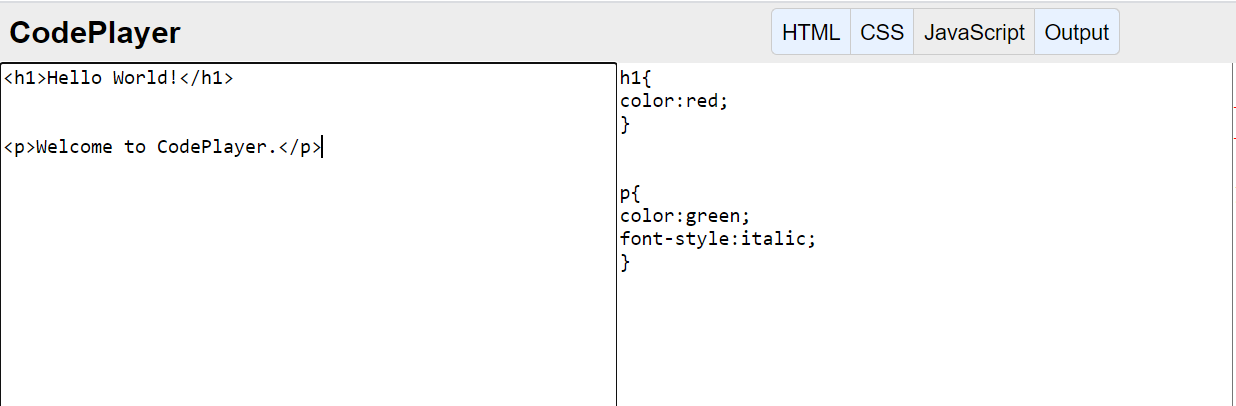 CodePlayer
HTML CSS JavaScript Output
<h1>Hello World!</h1>
<p>Welcome to CodePlayer.</p>
h1{
color:red;
}
p{
color:green;
font-style:italic;
}